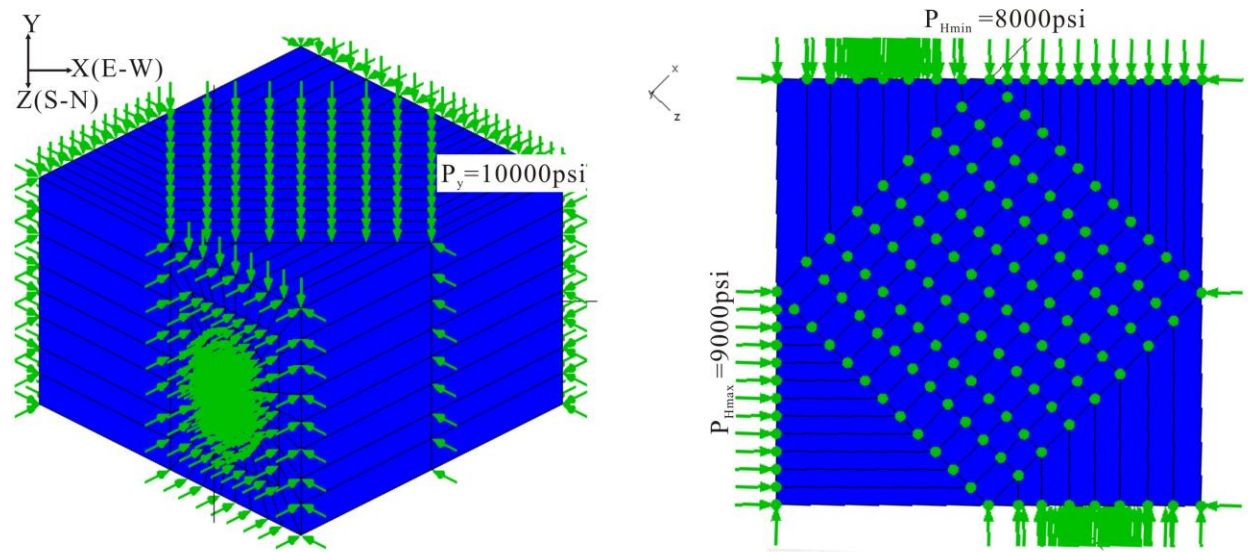 Y
X(E-W)
Z(S-N)
P_y=10000psi
P_Hmin =8000psi
x
y
z
P_Hmax =9000psi